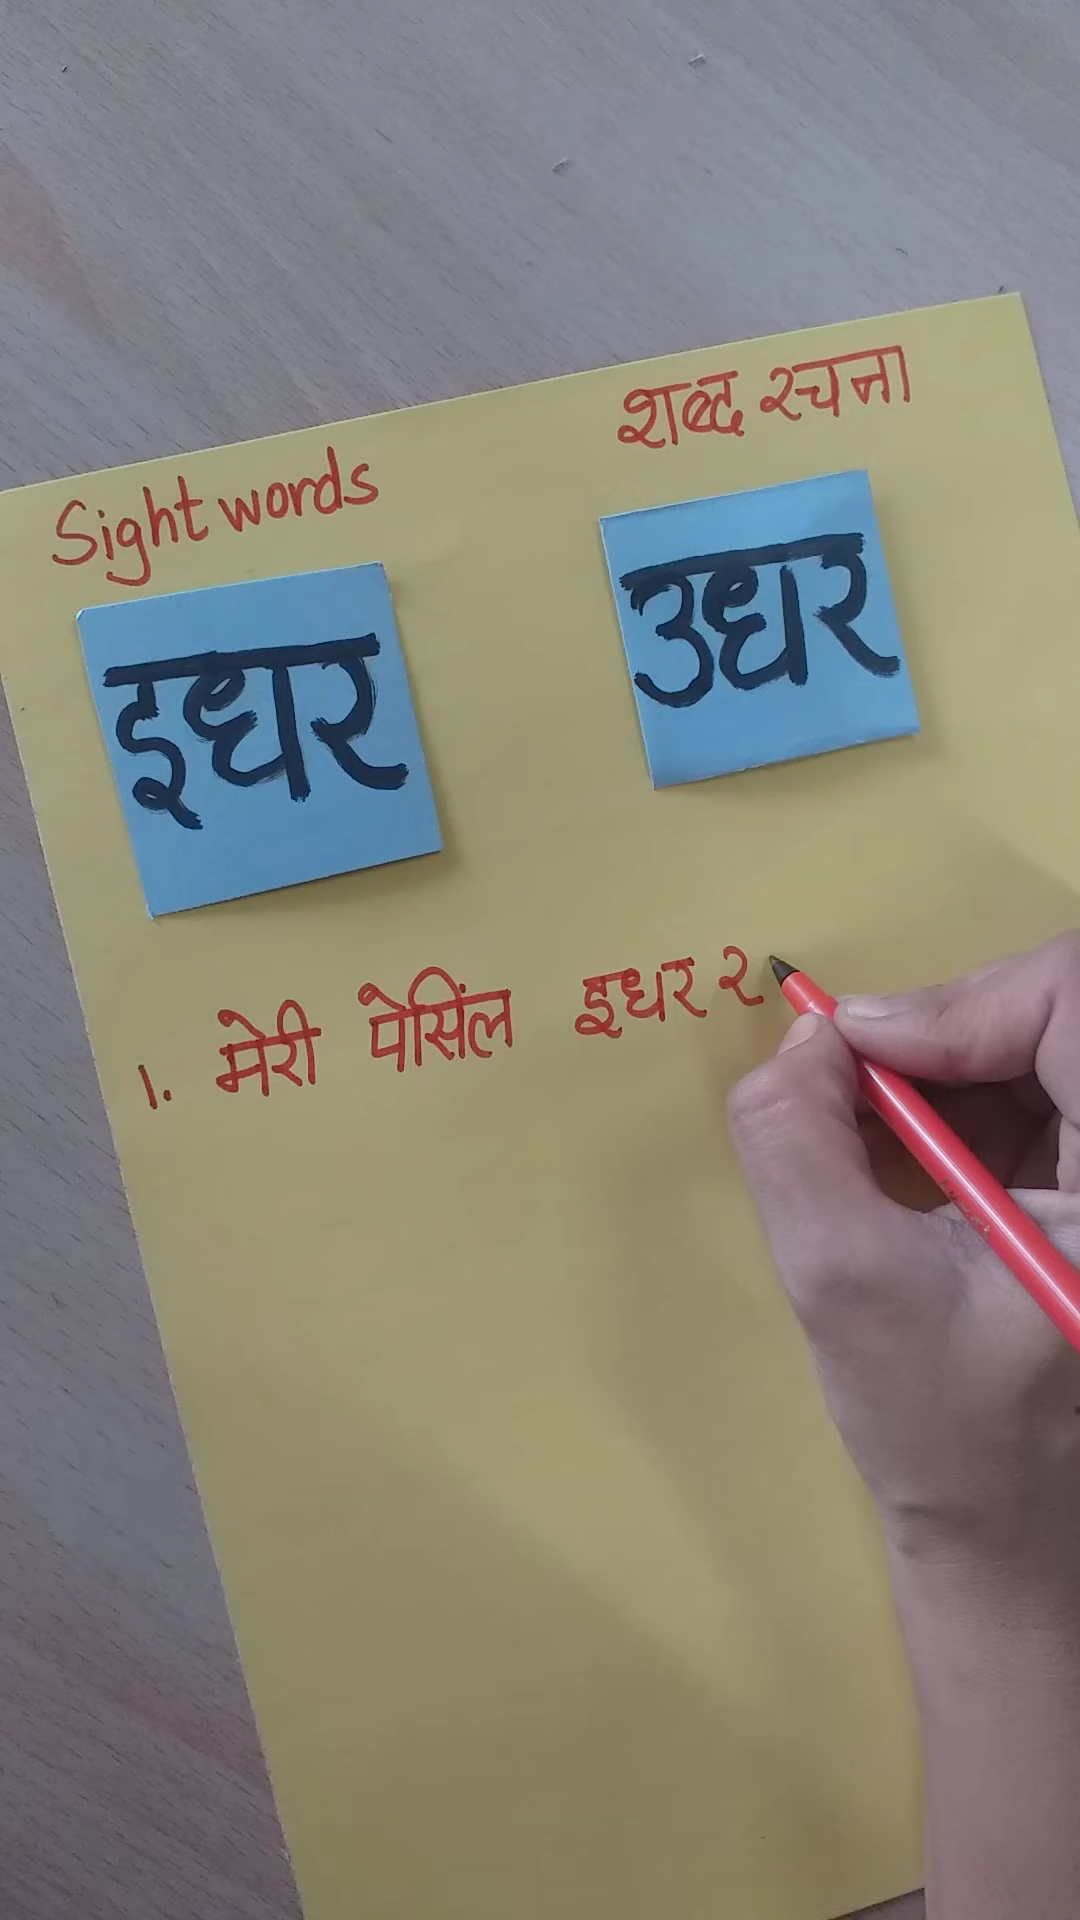 Sight words
शब्द रचना
इधर
उधर
1. मेरी पेसिंल इधर र